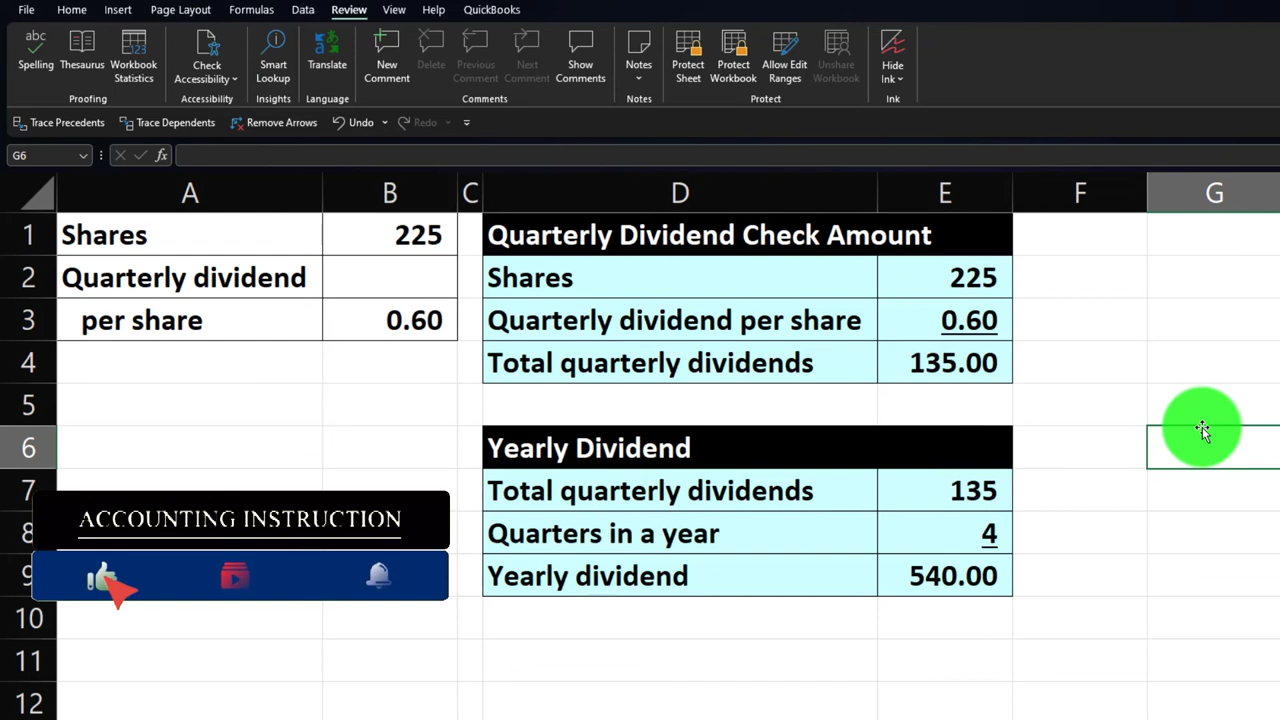 File Home Insert Page Layout Formulas Data Review View Help QuickBooks
abc
123
Spelling Thesaurus Workbook Statistics Check Accessibility Smart Lookup Translate New Comment Delete Previous Comment Next Comment Show Comments Notes Protect Sheet Protect Workbook Allow Edit Ranges Unshare Workbook Hide Ink
Proofing Accessibility Insights Language Comments Notes Protect Ink
Trace Precedents Trace Dependents Remove Arrows Undo Redo
G6 fx
A B C D E F G
1 Shares 225 Quarterly Dividend Check Amount
2 Quarterly dividend Shares 225
3 per share 0.60 Quarterly dividend per share 0.60
4 Total quarterly dividends 135.00
5
6 Yearly Dividend
7 Total quarterly dividends 135
ACCOUNTING INSTRUCTION
8 Quarters in a year 4
9 Yearly dividend 540.00
10
11
12